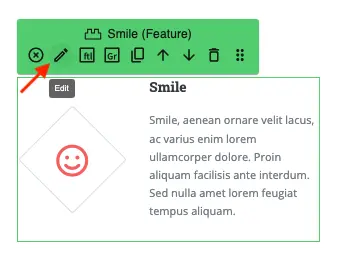 Smile (Feature)
ftl
Gr
Edit
Smile
Smile, aenean ornare velit lacus,
ac varius enim lorem
ullamcorper dolore. Proin
aliquam facilisis ante interdum.
Sed nulla amet lorem feugiat
tempus aliquam.